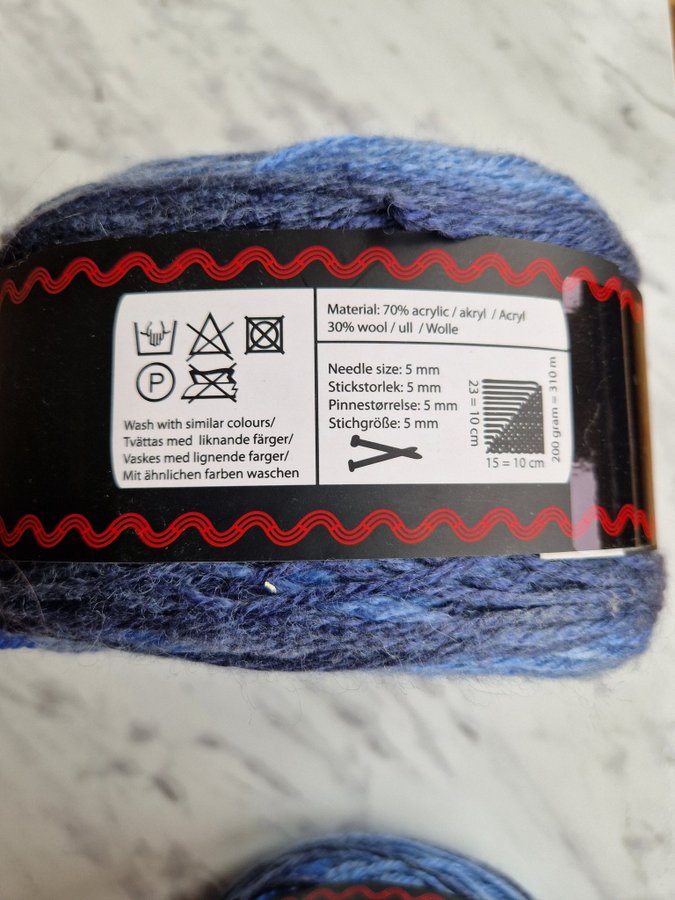 P
Wash with similar colours/
Tvättas med liknande färger/
Vaskes med lignende farger/
Mit ähnlichen farben waschen
Material: 70% acrylic / akryl / Acryl
30% wool / ull / Wolle
Needle size: 5 mm
Stickstorlek: 5 mm
Pinnestørrelse: 5 mm
Stichgröße: 5 mm
23 = 10 cm
15 = 10 cm
200 gram = 310 m